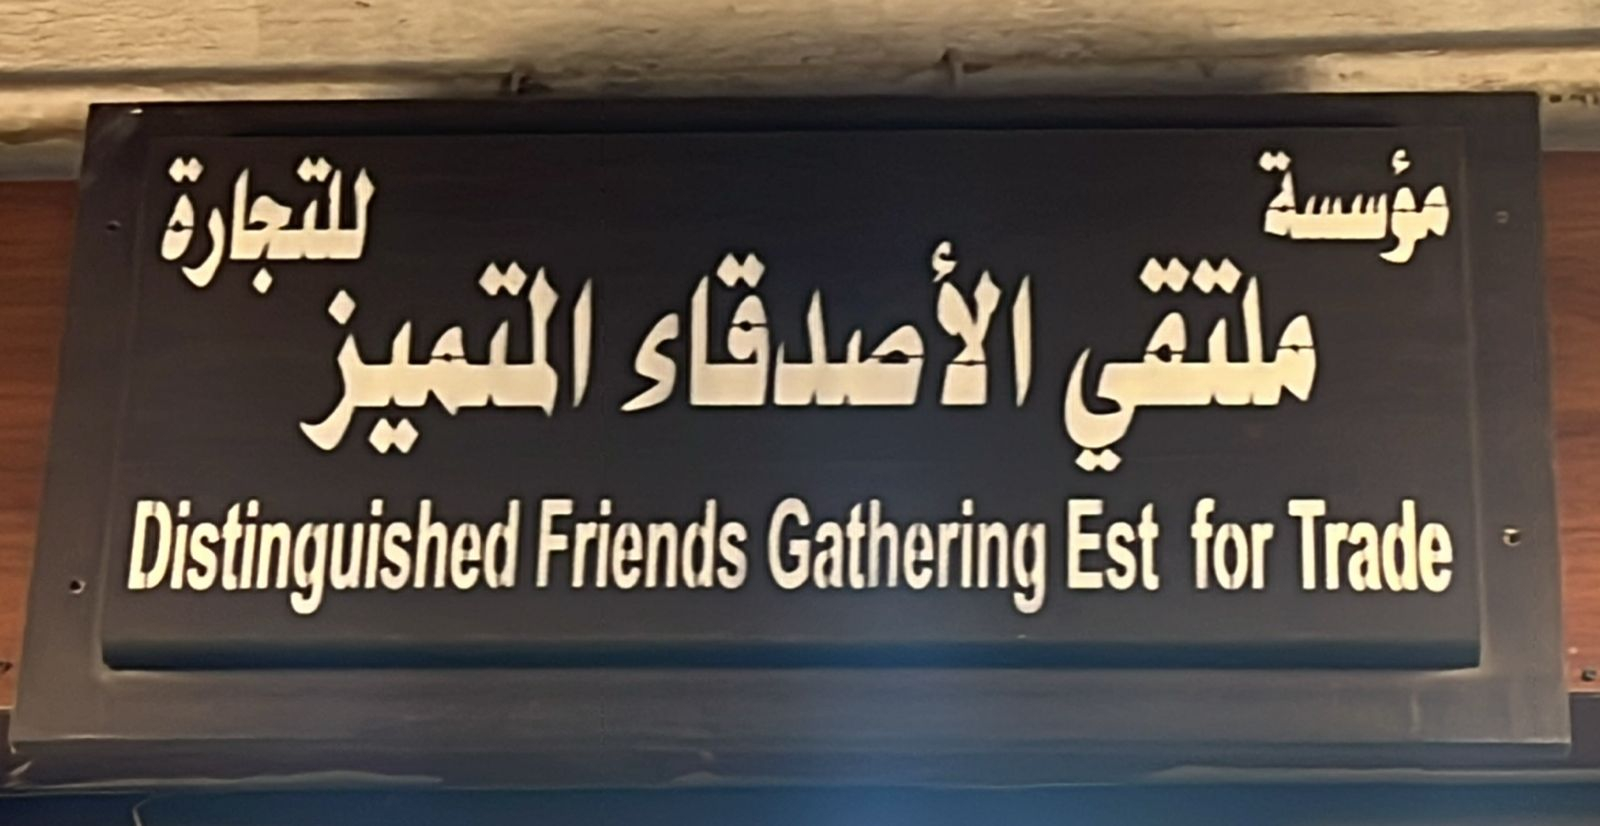 مؤسسة
ملتقي الأصدقاء المتميز
للتجارة
Distinguished Friends Gathering Est for Trade